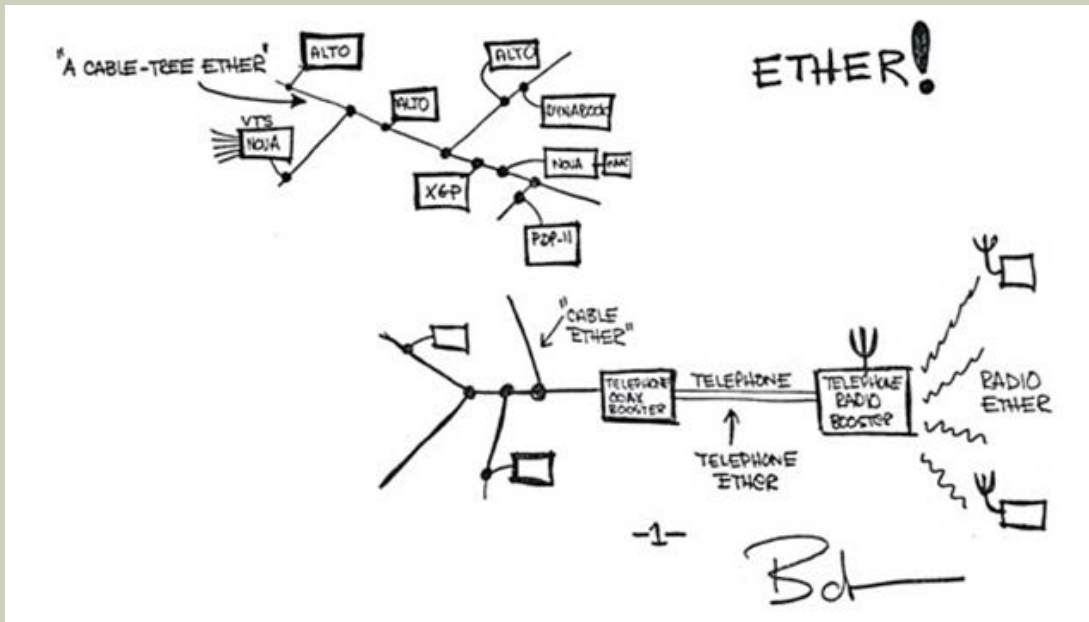 ETHER!
"A CABLE-TREE ETHER"
ALTO
ALTO
ALTO
DYNABOOK
VTS
NOVA
XGP
NOVA
PDP-11
"CABLE
ETHER"
TELEPHONE
COAX
BOOSTER
TELEPHONE
TELEPHONE
ETHER
TELEPHONE
RADIO
BOOSTER
RADIO
ETHER
-1-